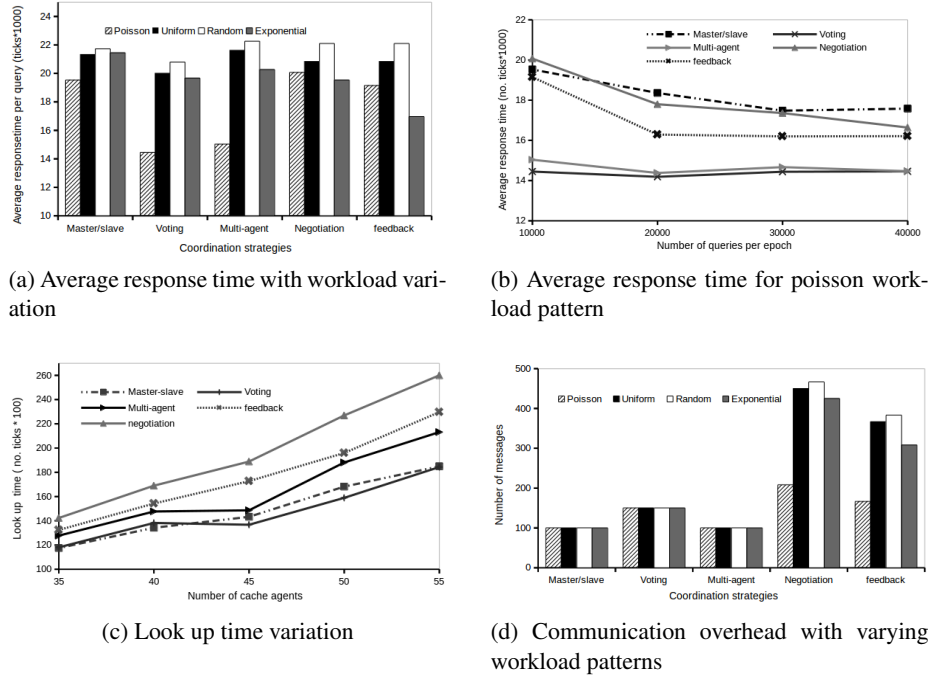 Average responsetime per query (ticks*1000)
24
22
20
18
16
14
12
10
Poisson Uniform Random Exponential
Master/slave Voting Multi-agent Negotiation feedback
Coordination strategies
(a) Average response time with workload vari-
ation
Average response time (no. ticks*1000)
22
20
18
16
14
12
Master/slave Voting
Multi-agent Negotiation
feedback
10000 20000 30000 40000
Number of queries per epoch
(b) Average response time for poisson work-
load pattern
Look up time ( no. ticks * 100)
260
240
220
200
180
160
140
120
100
Master-slave Voting
Multi-agent feedback
negotiation
35 40 45 50 55
Number of cache agents
(c) Look up time variation
Number of messages
500
400
300
200
100
0
Poisson Uniform Random Exponential
Master/slave Voting Multi-agent Negotiation feedback
Coordination strategies
(d) Communication overhead with varying
workload patterns